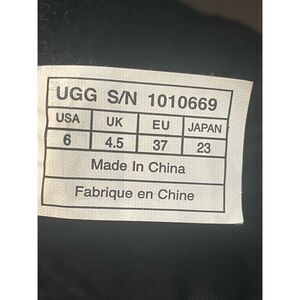 UGG S/N 1010669
USA UK EU JAPAN
6 4.5 37 23
Made In China
Fabrique en Chine